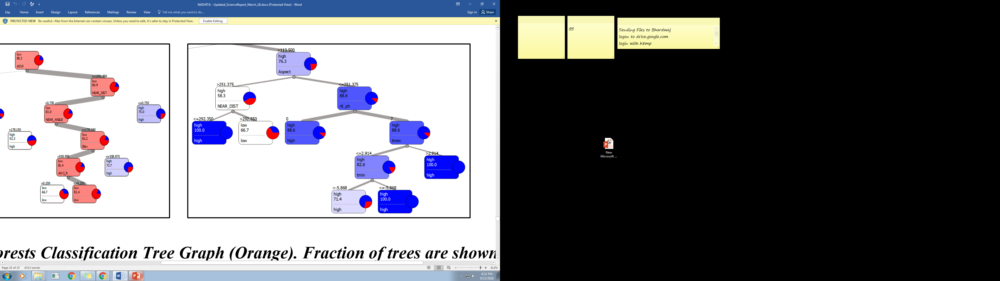 NASHITA - Updated_ScienceReport_March_18.docx (Protected View) - Word
File Home Insert Design Layout References Mailings Review View Tell me what you want to do... Sign in Share
PROTECTED VIEW Be careful—files from the Internet can contain viruses. Unless you need to edit, it's safer to stay in Protected View. Enable Editing
low
80.2
sld10
<=1081.500
low
80.9
NEAR_DIST
>0.750
low
81.0
NEAR_ANGLE
<=0.750
high
75.0
high
>178.150
high
53.3
high
<=178.150
low
81.2
Elev
>558.975
low
81.4
AWC_R
<=558.975
high
72.7
high
>0.200
low
66.7
low
<=0.200
low
81.4
low
>113.500
high
76.3
Aspect
>251.375
high
58.3
NEAR_DIST
<=251.375
high
88.6
r6_ph
<=292.350
high
100.0
high
>292.350
low
66.7
low
0
high
88.6
high
7
high
88.6
tmax
<=2.914
high
82.6
tmin
>2.914
high
100.0
high
>-5.868
high
71.4
high
<=-5.868
high
100.0
high
orests Classification Tree Graph (Orange). Fraction of trees are shown
Page 23 of 27 6712 words
412%
6:32 PM
9/12/2016
gg
Sending Files to Bhardwaj
logon to drive.google.com
login with h8mp
New
Microsoft ...